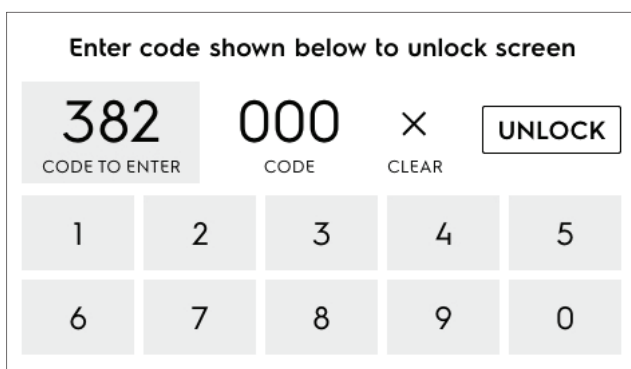 Enter code shown below to unlock screen
382 000 × UNLOCK
CODE TO ENTER CODE CLEAR
1 2 3 4 5
6 7 8 9 0